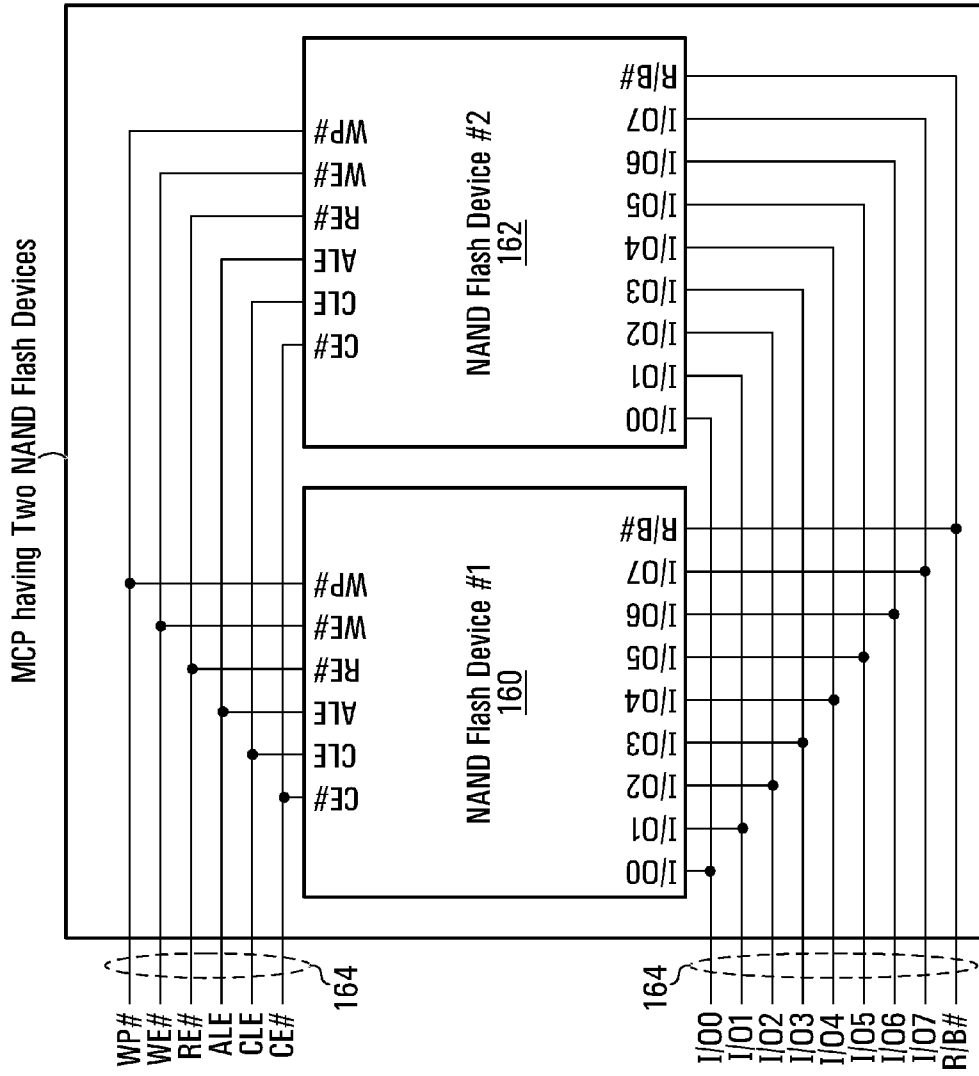 MCP having Two NAND Flash Devices
WP#
WE#
RE#
ALE
CLE
CE#
164
I/O0
I/O1
I/O2
I/O3
I/O4
I/O5
I/O6
I/O7
R/B#
164
NAND Flash Device #1
160
WP#
WE#
RE#
ALE
CLE
CE#
I/O0
I/O1
I/O2
I/O3
I/O4
I/O5
I/O6
I/O7
R/B#
NAND Flash Device #2
162
WP#
WE#
RE#
ALE
CLE
CE#
I/O0
I/O1
I/O2
I/O3
I/O4
I/O5
I/O6
I/O7
R/B#